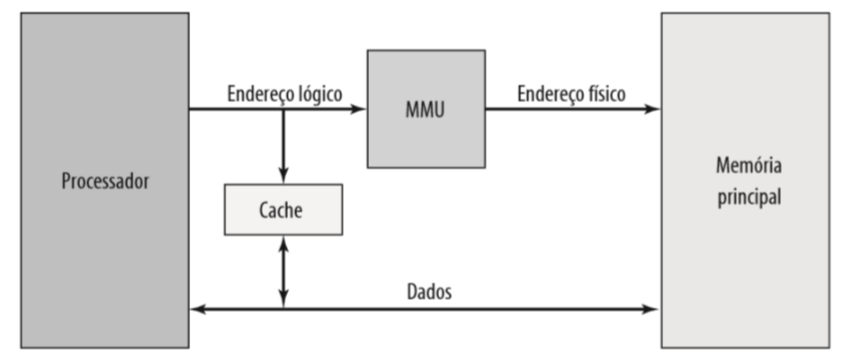 Endereço lógico
MMU
Endereço físico
Processador
Memória
principal
Cache
Dados